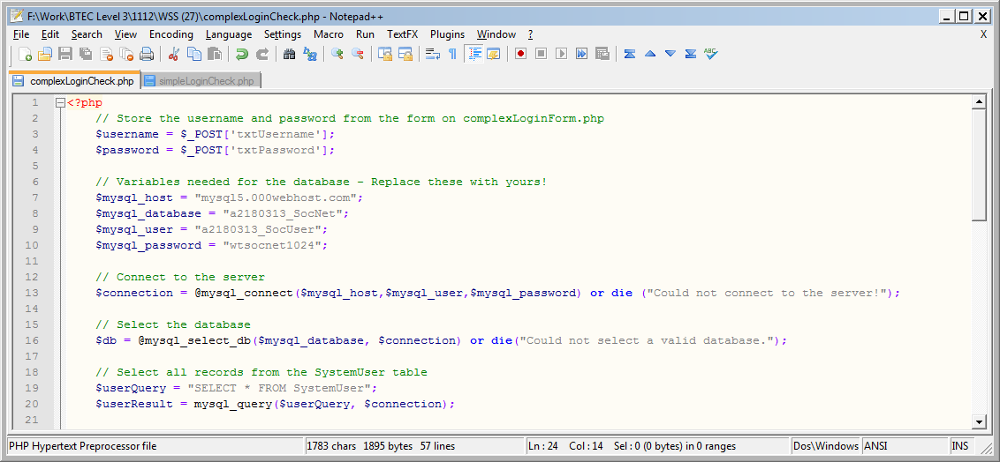 F:\Work\BTEC Level 3\1112\WSS (27)\complexLoginCheck.php - Notepad++
File Edit Search View Encoding Language Settings Macro Run TextFX Plugins Window ? X
complexLoginCheck.php simpleLoginCheck.php
1 <?php
2 // Store the username and password from the form on complexLoginForm.php
3 $username = $_POST['txtUsername'];
4 $password = $_POST['txtPassword'];
5
6 // Variables needed for the database - Replace these with yours!
7 $mysql_host = "mysql5.000webhost.com";
8 $mysql_database = "a2180313_SocNet";
9 $mysql_user = "a2180313_SocUser";
10 $mysql_password = "wtsocnet1024";
11
12 // Connect to the server
13 $connection = @mysql_connect($mysql_host,$mysql_user,$mysql_password) or die ("Could not connect to the server!");
14
15 // Select the database
16 $db = @mysql_select_db($mysql_database, $connection) or die("Could not select a valid database.");
17
18 // Select all records from the SystemUser table
19 $userQuery = "SELECT * FROM SystemUser";
20 $userResult = mysql_query($userQuery, $connection);
21
PHP Hypertext Preprocessor file 1783 chars 1895 bytes 57 lines Ln : 24 Col : 14 Sel : 0 (0 bytes) in 0 ranges Dos\Windows ANSI INS